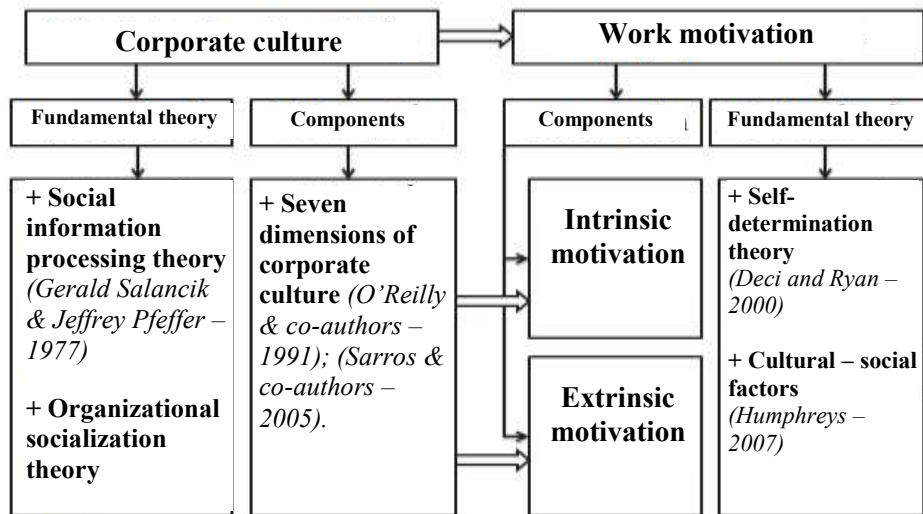 Corporate culture
Work motivation
Fundamental theory
Components
Components
Fundamental theory
+ Social
information
processing theory
(Gerald Salancik
& Jeffrey Pfeffer –
1977)
+ Organizational
socialization
theory
+ Seven
dimensions of
corporate
culture (O’Reilly
& co-authors –
1991); (Sarros &
co-authors –
2005).
Intrinsic
motivation
Extrinsic
motivation
+ Self-
determination
theory
(Deci and Ryan –
2000)
+ Cultural – social
factors
(Humphreys –
2007)